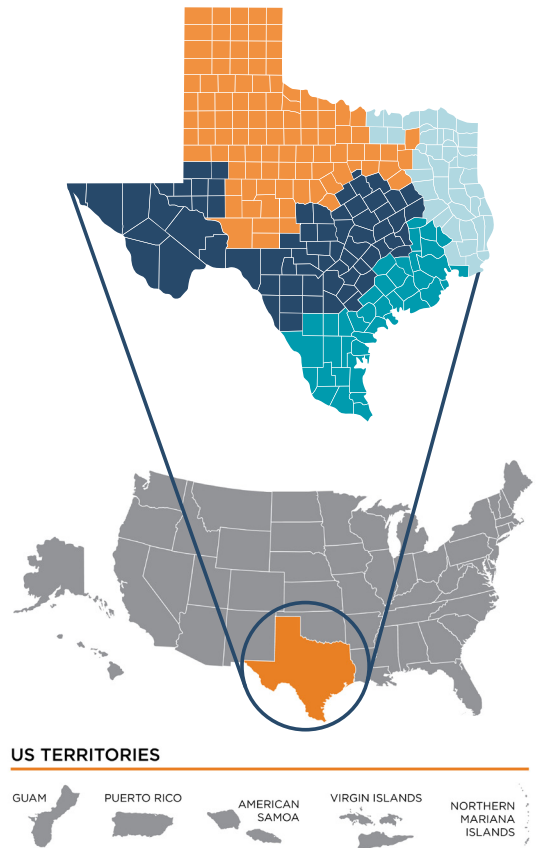 US TERRITORIES
GUAM
PUERTO RICO
AMERICAN
SAMOA
VIRGIN ISLANDS
NORTHERN
MARIANA
ISLANDS